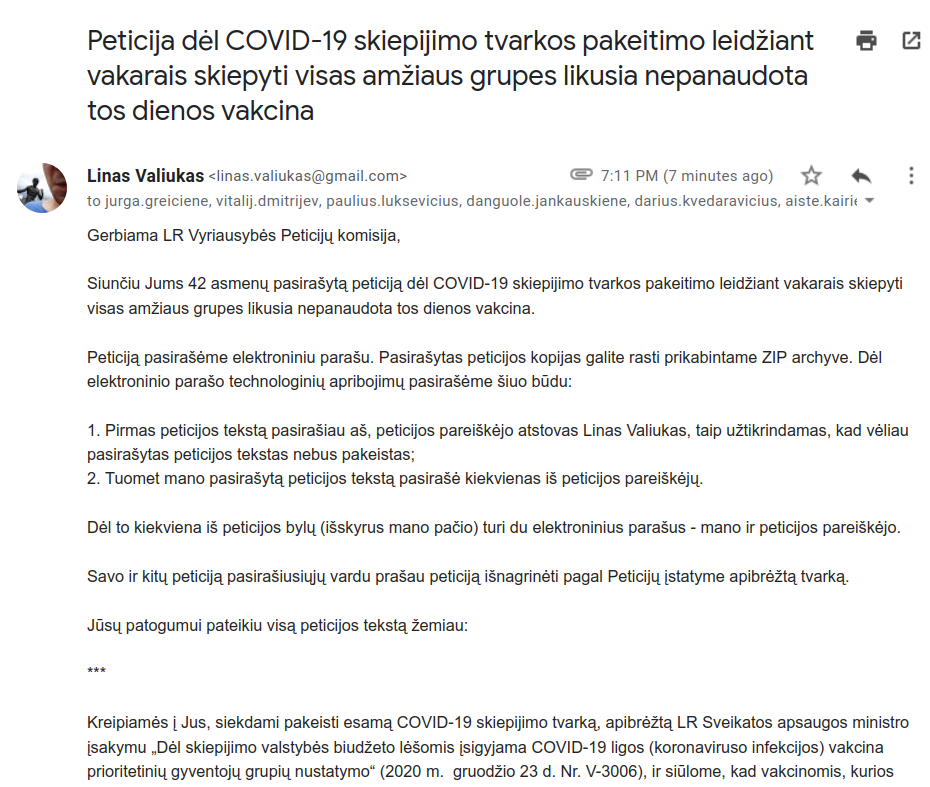 Peticija dėl COVID-19 skiepijimo tvarkos pakeitimo leidžiant
vakarais skiepyti visas amžiaus grupes likusia nepanaudota
tos dienos vakcina
Linas Valiukas <linas.valiukas@gmail.com> 7:11 PM (7 minutes ago)
to jurga.greiciene, vitalij.dmitrijev, paulius.luksevicius, danguole.jankauskiene, darius.kvedaravicius, aiste.kairie
Gerbiama LR Vyriausybės Peticijų komisija,
Siunčiu Jums 42 asmenų pasirašytą peticiją dėl COVID-19 skiepijimo tvarkos pakeitimo leidžiant vakarais skiepyti
visas amžiaus grupes likusia nepanaudota tos dienos vakcina.
Peticiją pasirašėme elektroniniu parašu. Pasirašytas peticijos kopijas galite rasti prikabintame ZIP archyve. Dėl
elektroninio parašo technologinių apribojimų pasirašėme šiuo būdu:
1. Pirmas peticijos tekstą pasirašiau aš, peticijos pareiškėjo atstovas Linas Valiukas, taip užtikrindamas, kad vėliau
pasirašytas peticijos tekstas nebus pakeistas;
2. Tuomet mano pasirašytą peticijos tekstą pasirašė kiekvienas iš peticijos pareiškėjų.
Dėl to kiekviena iš peticijos bylų (išskyrus mano pačio) turi du elektroninius parašus - mano ir peticijos pareiškėjo.
Savo ir kitų peticiją pasirašiusiųjų vardu prašau peticiją išnagrinėti pagal Peticijų įstatyme apibrėžtą tvarką.
Jūsų patogumui pateikiu visą peticijos tekstą žemiau:
***
Kreipiamės į Jus, siekdami pakeisti esamą COVID-19 skiepijimo tvarką, apibrėžtą LR Sveikatos apsaugos ministro
įsakymu „Dėl skiepijimo valstybės biudžeto lėšomis įsigyjama COVID-19 ligos (koronaviruso infekcijos) vakcina
prioritetinių gyventojų grupių nustatymo“ (2020 m. gruodžio 23 d. Nr. V-3006), ir siūlome, kad vakcinomis, kurios